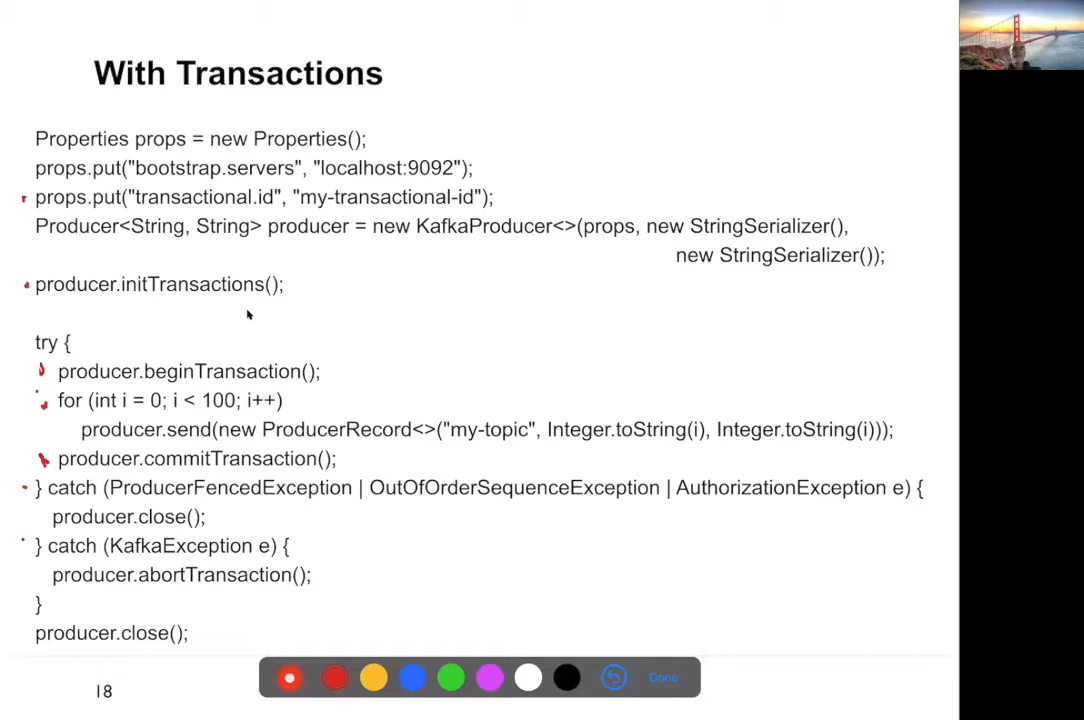 With Transactions
Properties props = new Properties();
props.put("bootstrap.servers", "localhost:9092");
props.put("transactional.id", "my-transactional-id");
Producer<String, String> producer = new KafkaProducer<>(props, new StringSerializer(),
new StringSerializer());
producer.initTransactions();
try {
producer.beginTransaction();
for (int i = 0; i < 100; i++)
producer.send(new ProducerRecord<>("my-topic", Integer.toString(i), Integer.toString(i)));
producer.commitTransaction();
} catch (ProducerFencedException | OutOfOrderSequenceException | AuthorizationException e) {
producer.close();
} catch (KafkaException e) {
producer.abortTransaction();
}
producer.close();
Done
18